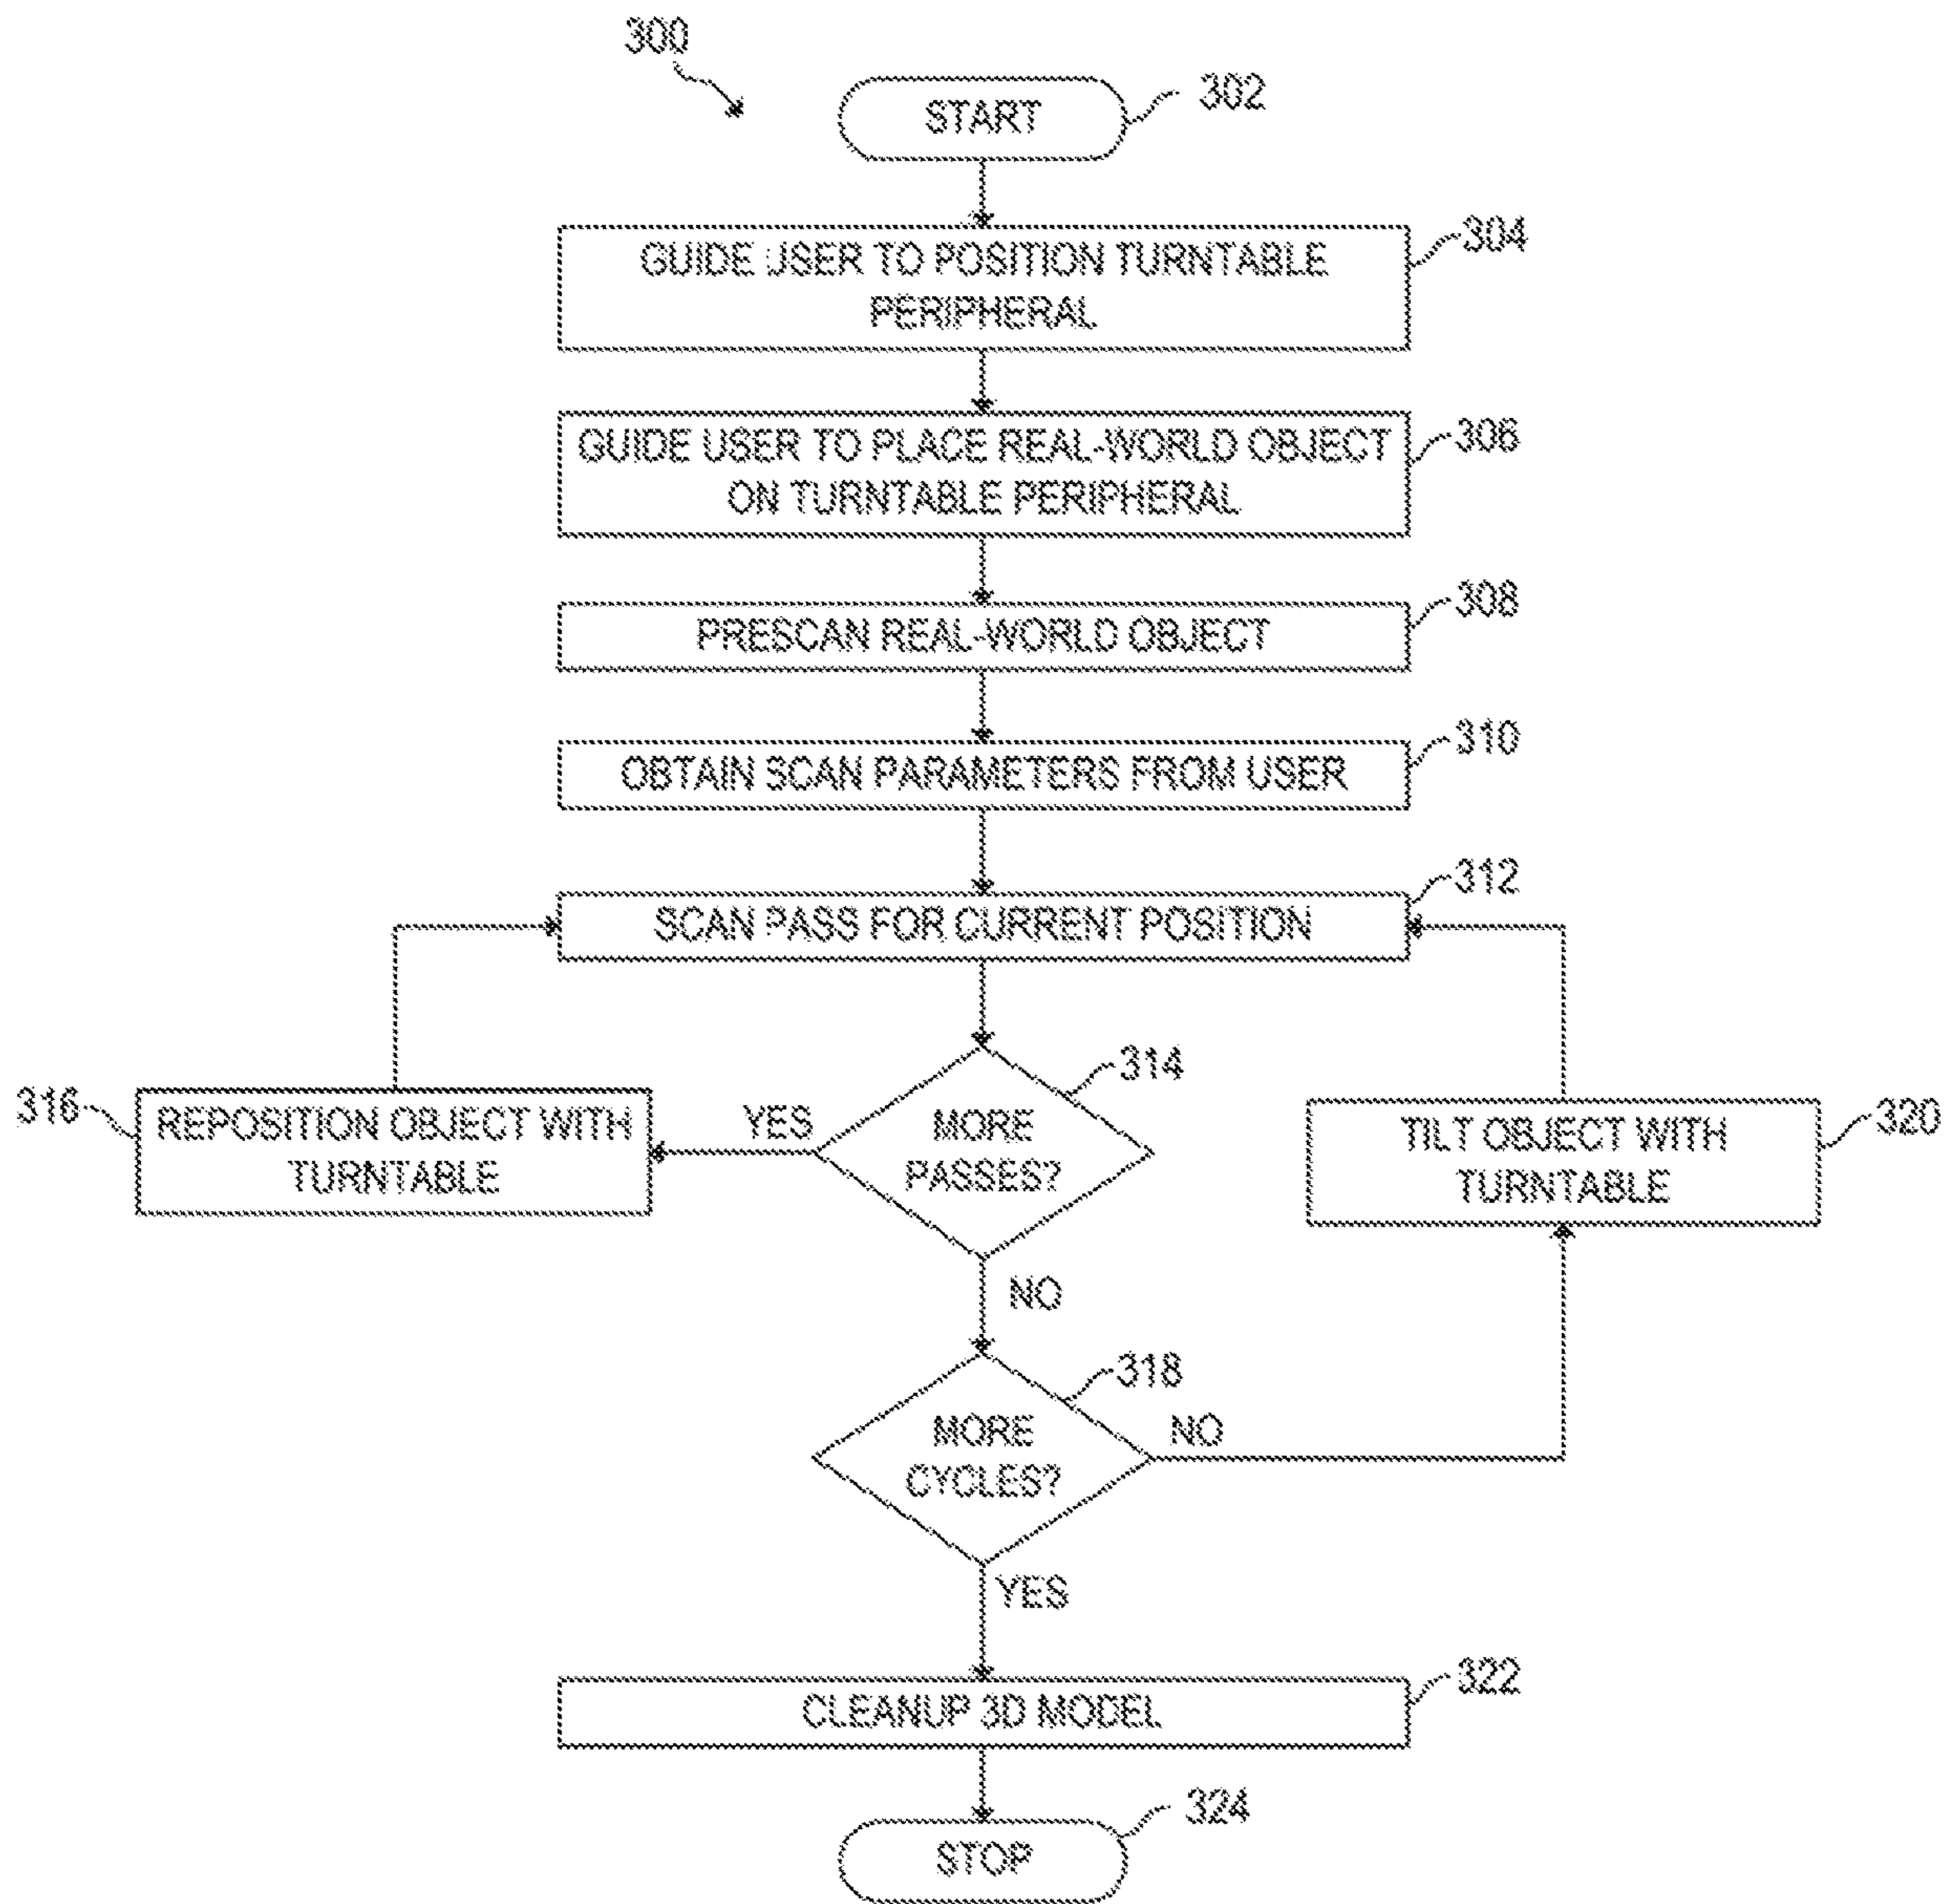 300
START
302
GUIDE USER TO POSITION TURNTABLE
PERIPHERAL
304
GUIDE USER TO PLACE REAL-WORLD OBJECT
ON TURNTABLE PERIPHERAL
306
PRESCAN REAL-WORLD OBJECT
308
OBTAIN SCAN PARAMETERS FROM USER
310
SCAN PASS FOR CURRENT POSITION
312
MORE
PASSES?
314
YES
316
REPOSITION OBJECT WITH
TURNTABLE
TILT OBJECT WITH
TURNTABLE
320
NO
MORE
CYCLES?
318
NO
YES
CLEANUP 3D MODEL
322
STOP
324